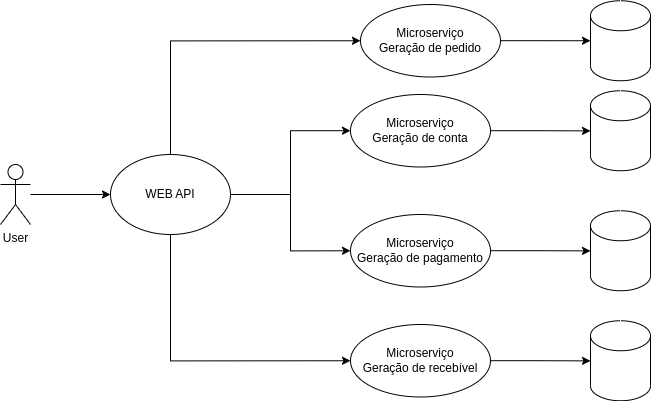 Microserviço
Geração de pedido
Microserviço
Geração de conta
WEB API
User
Microserviço
Geração de pagamento
Microserviço
Geração de recebível